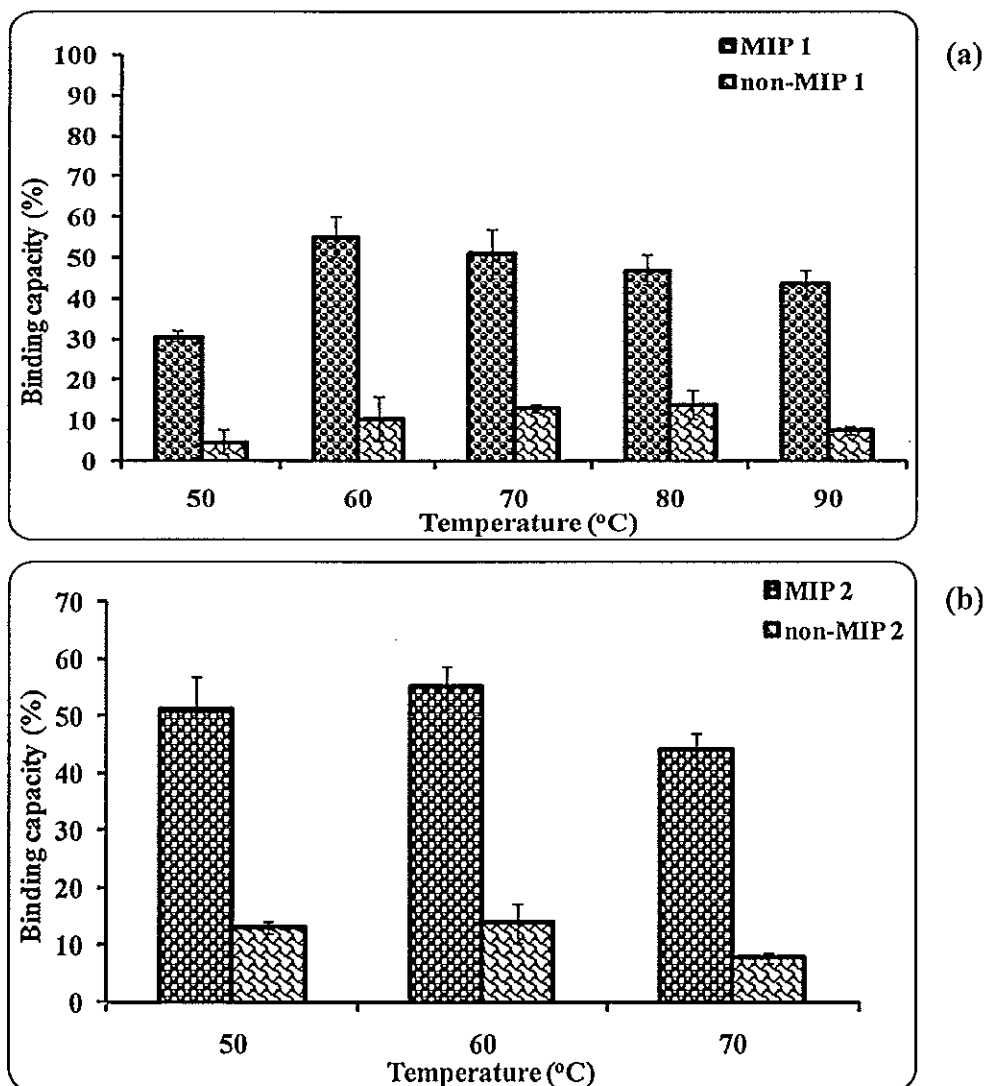 (a)
MIP 1
non-MIP 1
100
90
80
70
60
50
40
30
20
10
0
Binding capacity (%)
50 60 70 80 90
Temperature (°C)
(b)
MIP 2
non-MIP 2
70
60
50
40
30
20
10
0
Binding capacity (%)
50 60 70
Temperature (°C)